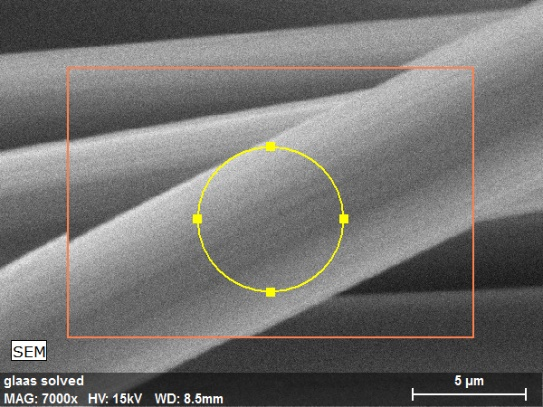 SEM
glaas solved
5 µm
MAG: 7000x HV: 15kV WD: 8.5mm